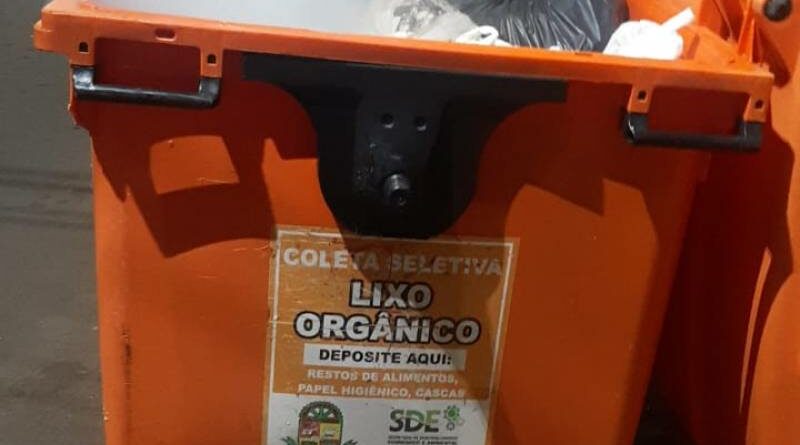 COLETA SELETIVA
LIXO
ORGÂNICO
DEPOSITE AQUI:
RESTOS DE ALIMENTOS,
PAPEL HIGIÊNICO, CASCAS
SDE